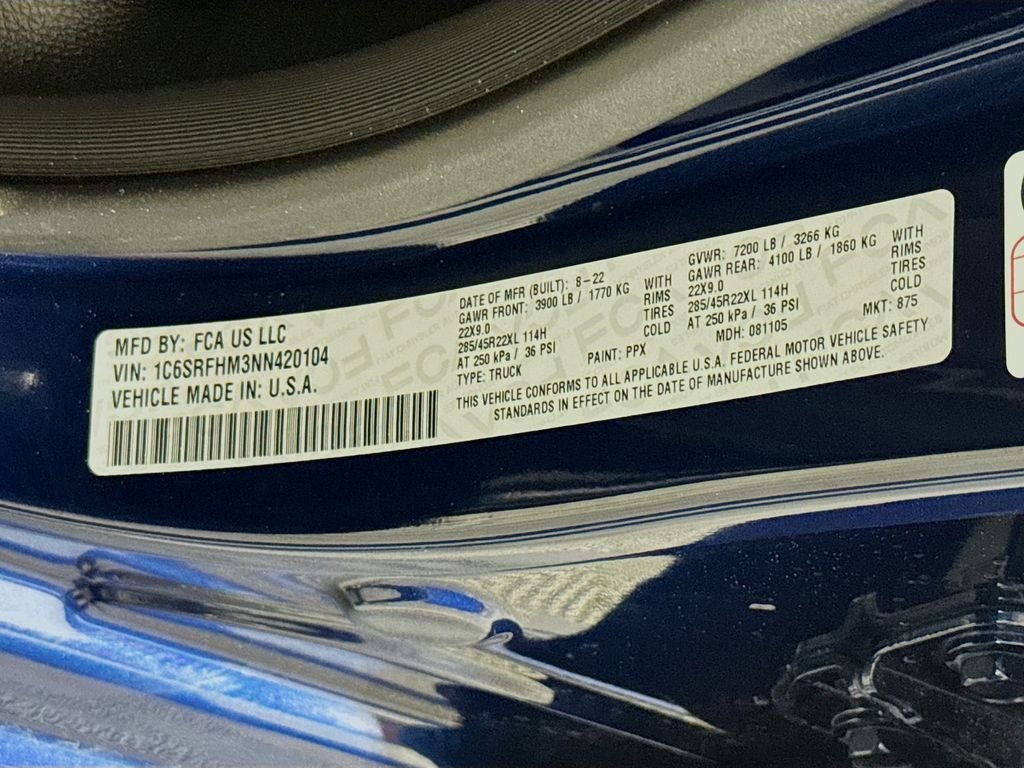 MFD BY: FCA US LLC
VIN: 1C6SRFHM3NN420104
VEHICLE MADE IN: U.S.A.
DATE OF MFR (BUILT): 8-22
GAWR FRONT: 3900 LB / 1770 KG WITH
22X9.0 RIMS
285/45R22XL 114H TIRES
AT 250 kPa / 36 PSI COLD
TYPE: TRUCK
PAINT: PPX
GVWR: 7200 LB / 3266 KG
GAWR REAR: 4100 LB / 1860 KG WITH
22X9.0 RIMS
285/45R22XL 114H TIRES
AT 250 kPa / 36 PSI COLD
MDH: 081105
MKT: 875
THIS VEHICLE CONFORMS TO ALL APPLICABLE U.S.A. FEDERAL MOTOR VEHICLE SAFETY
STANDARDS IN EFFECT ON THE DATE OF MANUFACTURE SHOWN ABOVE.